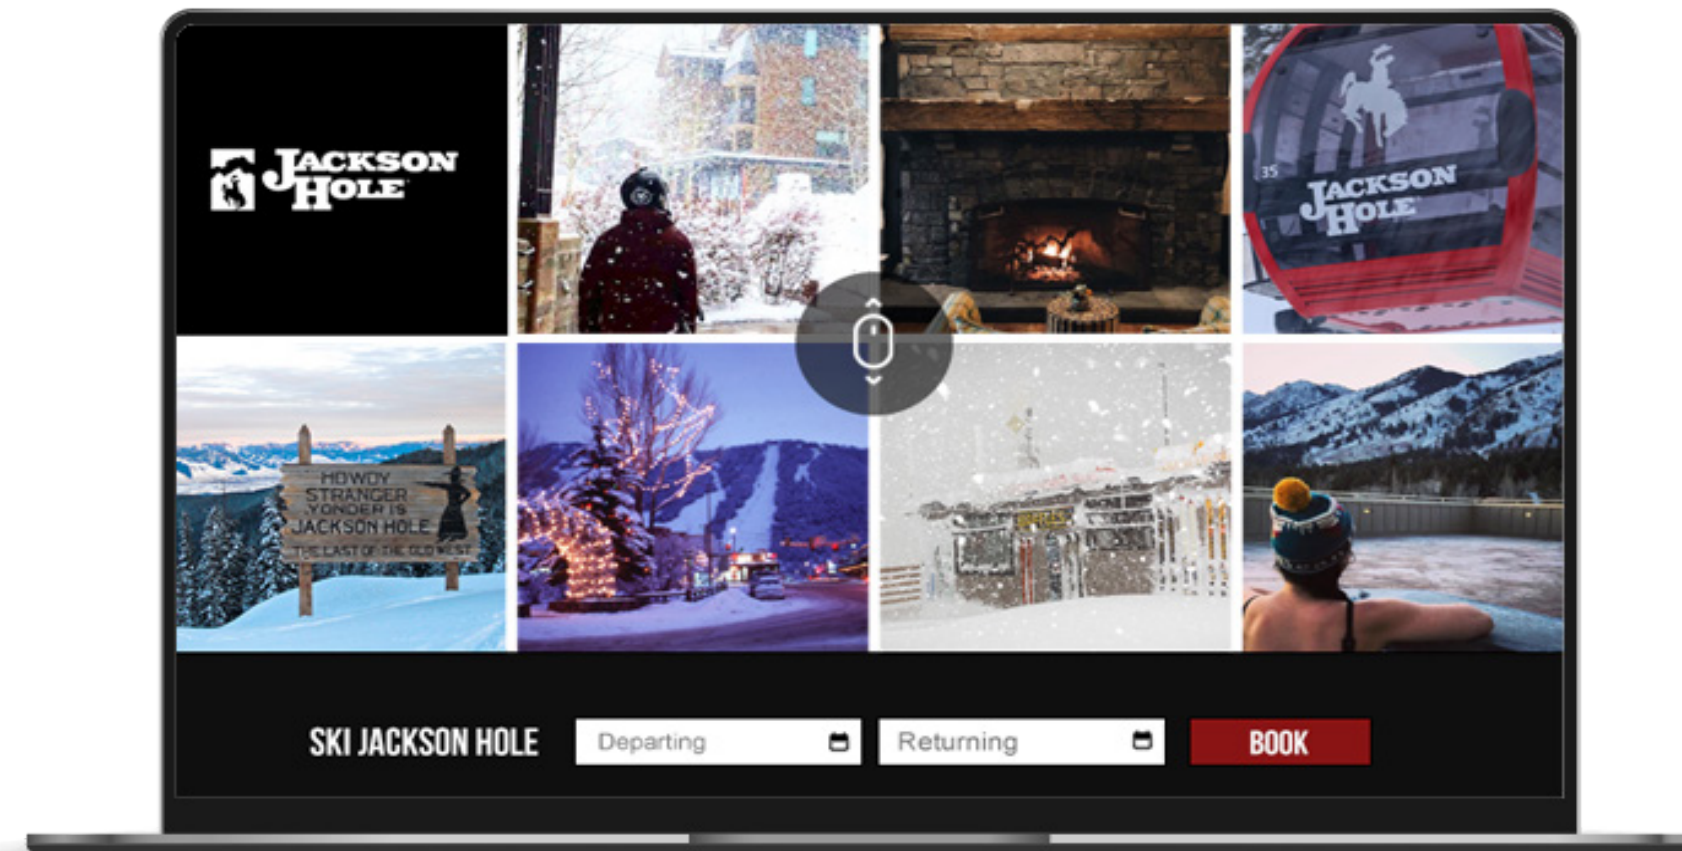 JACKSON
HOLE
35
JACKSON
HOLE
HOWDY
STRANGER
YONDER IS
JACKSON HOLE
THE LAST OF THE OLD WEST
SKI JACKSON HOLE
Departing
Returning
BOOK